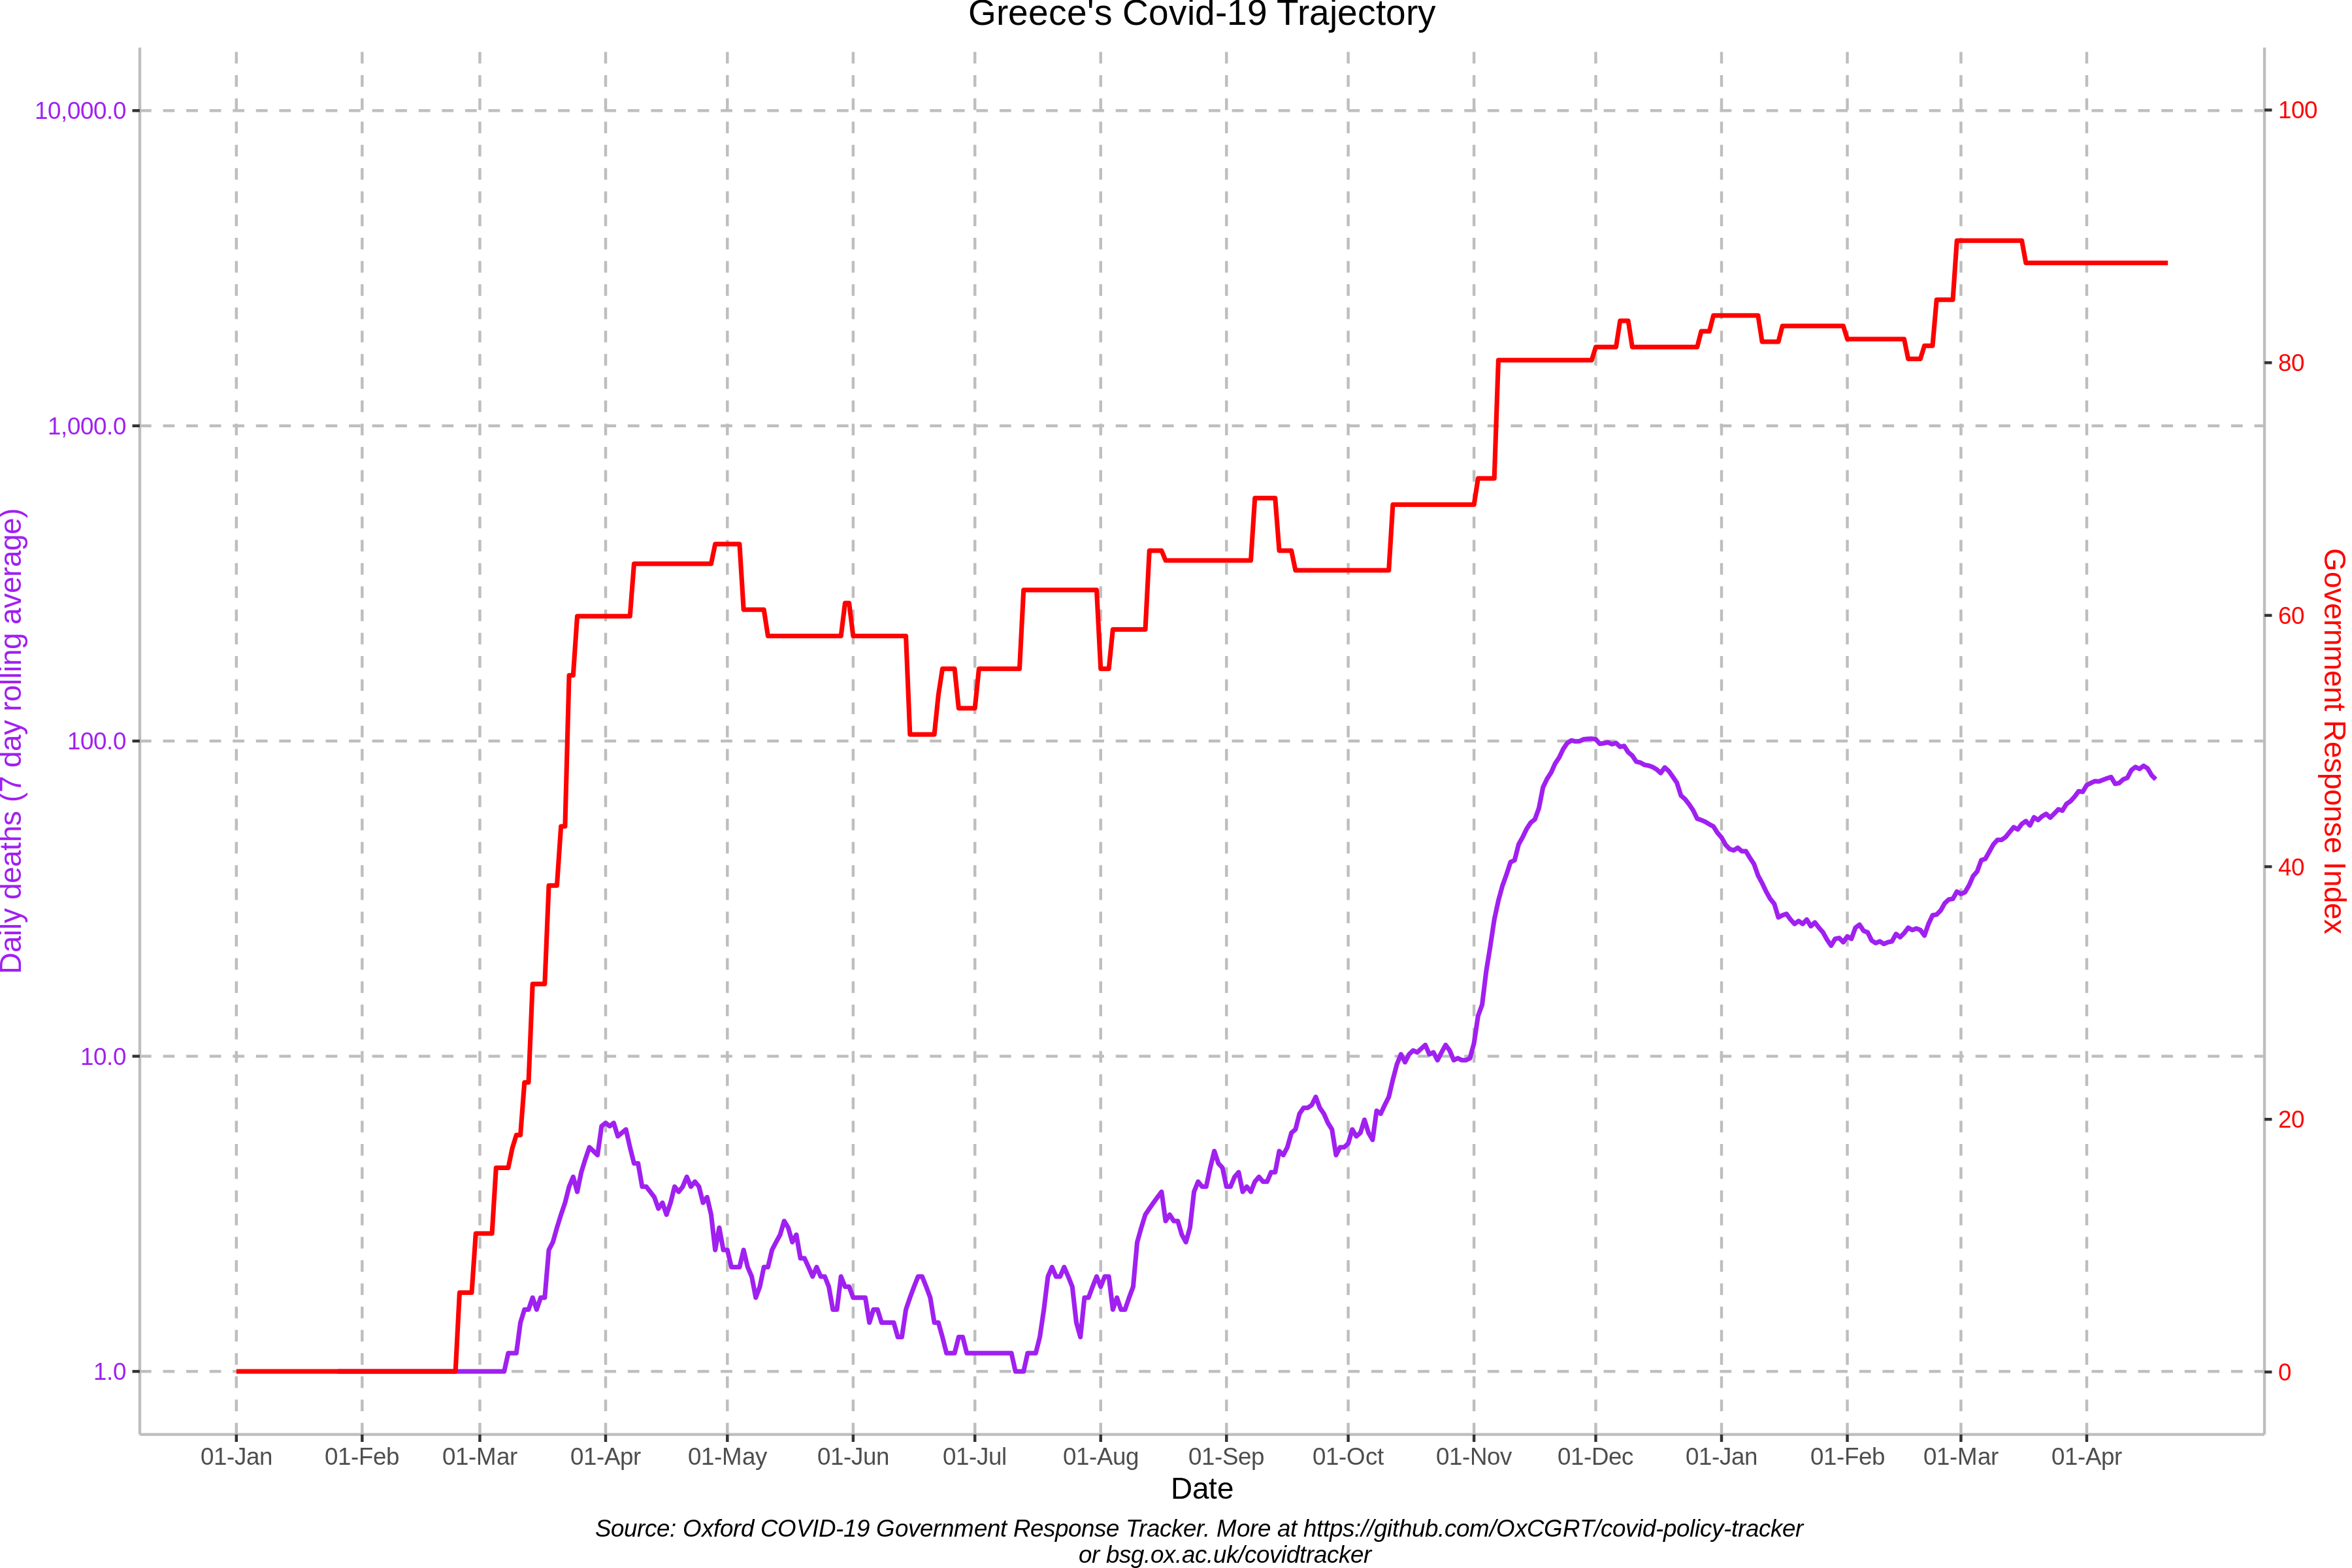 Greece's Covid-19 Trajectory
10,000.0
1,000.0
100.0
10.0
1.0
Daily deaths (7 day rolling average)
100
80
60
40
20
0
Government Response Index
01-Jan 01-Feb 01-Mar 01-Apr 01-May 01-Jun 01-Jul 01-Aug 01-Sep 01-Oct 01-Nov 01-Dec 01-Jan 01-Feb 01-Mar 01-Apr
Date
Source: Oxford COVID-19 Government Response Tracker. More at https://github.com/OxCGRT/covid-policy-tracker
or bsg.ox.ac.uk/covidtracker